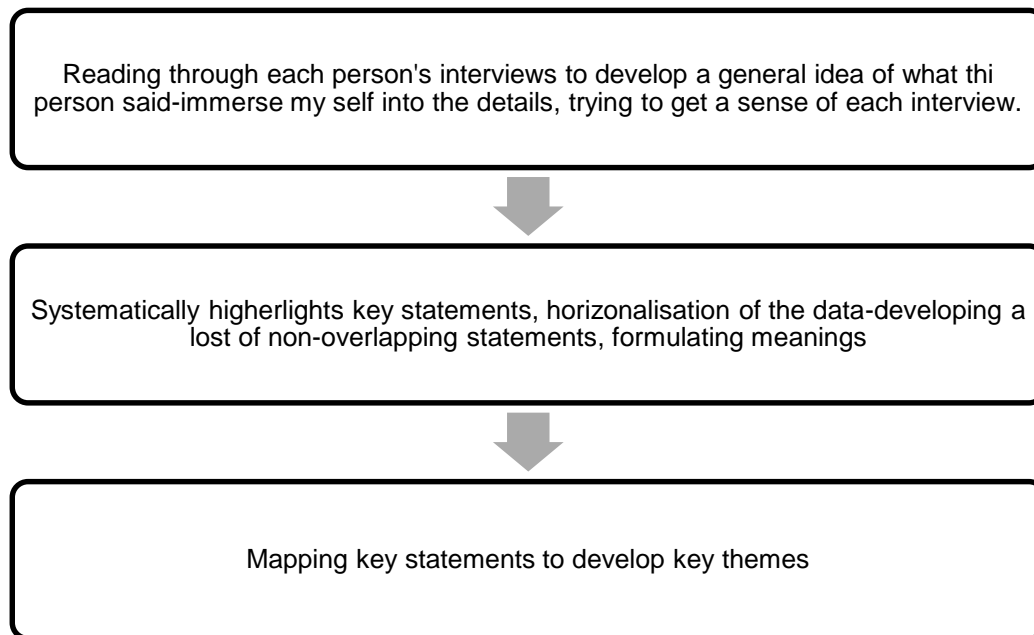 Reading through each person's interviews to develop a general idea of what thi
person said-immerse my self into the details, trying to get a sense of each interview.
Systematically higherlights key statements, horizonalisation of the data-developing a
lost of non-overlapping statements, formulating meanings
Mapping key statements to develop key themes